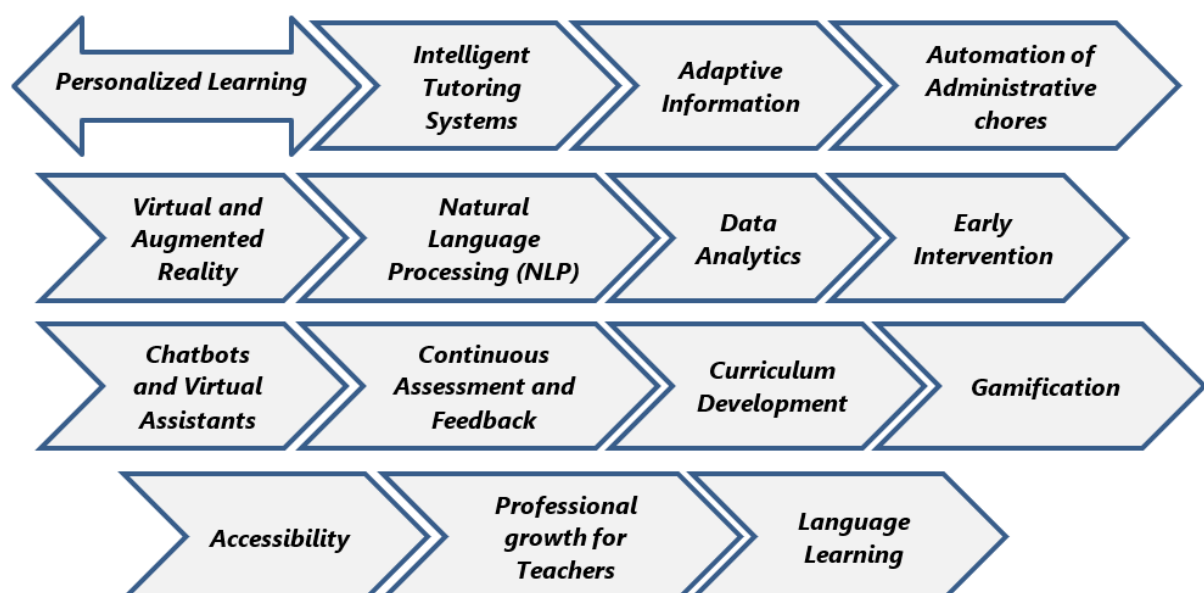 Personalized Learning
Intelligent
Tutoring
Systems
Adaptive
Information
Automation of
Administrative
chores
Virtual and
Augmented
Reality
Natural
Language
Processing (NLP)
Data
Analytics
Early
Intervention
Chatbots
and Virtual
Assistants
Continuous
Assessment and
Feedback
Curriculum
Development
Gamification
Accessibility
Professional
growth for
Teachers
Language
Learning